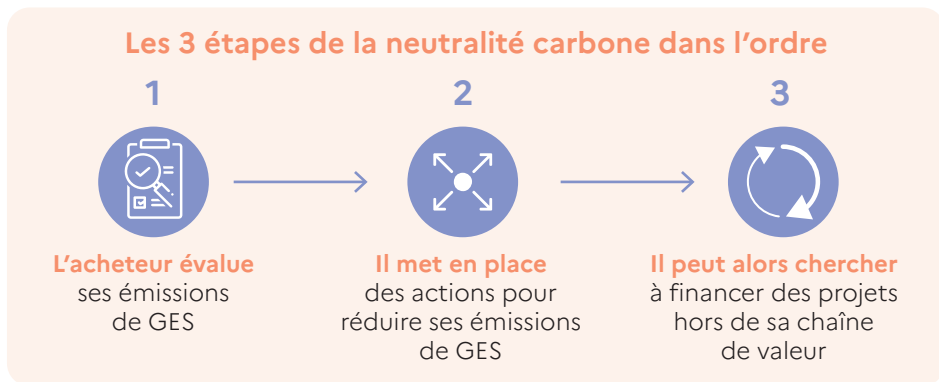 Les 3 étapes de la neutralité carbone dans l’ordre
1
2
3
L’acheteur évalue
ses émissions
de GES
Il met en place
des actions pour
réduire ses émissions
de GES
Il peut alors chercher
à financer des projets
hors de sa chaîne
de valeur